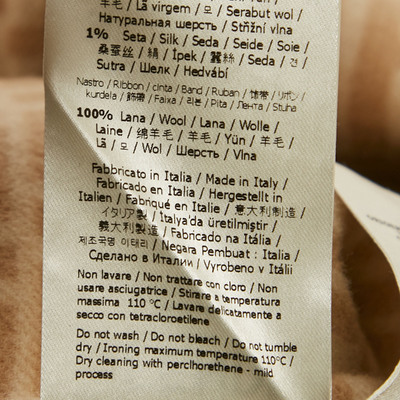 羊毛 / Lã virgem / 모 / Serabut wol /
Натуральная шерсть / Střižní vlna
1% Seta / Silk / Seda / Seide / Soie /
桑蚕丝 / 絹 / İpek / 蠶絲 / Seda / 견 /
Sutra / Шелк / Hedvábí
Nastro / Ribbon / cinta / Band / Ruban / 饰带 / リボン /
kurdela / 飾帶 / Faixa / 리본 / Pita / Лента / Stuha
100% Lana / Wool / Lana / Wolle /
Laine / 绵羊毛 / 羊毛 / Yün / 羊毛 /
Lã / 모 / Wol / Шерсть / Vlna
Fabbricato in Italia / Made in Italy /
Fabricado en Italia / Hergestellt in
Italien / Fabriqué en Italie / 意大利制造 /
イタリア製 / İtalya'da üretilmiştir /
義大利製造 / Fabricado na Itália /
제조국명 이태리 / Negara Pembuat : Italia /
Сделано в Италии / Vyrobeno v Itálii
Non lavare / Non trattare con cloro / Non
usare asciugatrice / Stirare a temperatura
massima 110 °C / Lavare delicatamente a
secco con tetracloroetilene
Do not wash / Do not bleach / Do not tumble
dry / Ironing maximum temperature 110°C /
Dry cleaning with perclhorethene - mild
process